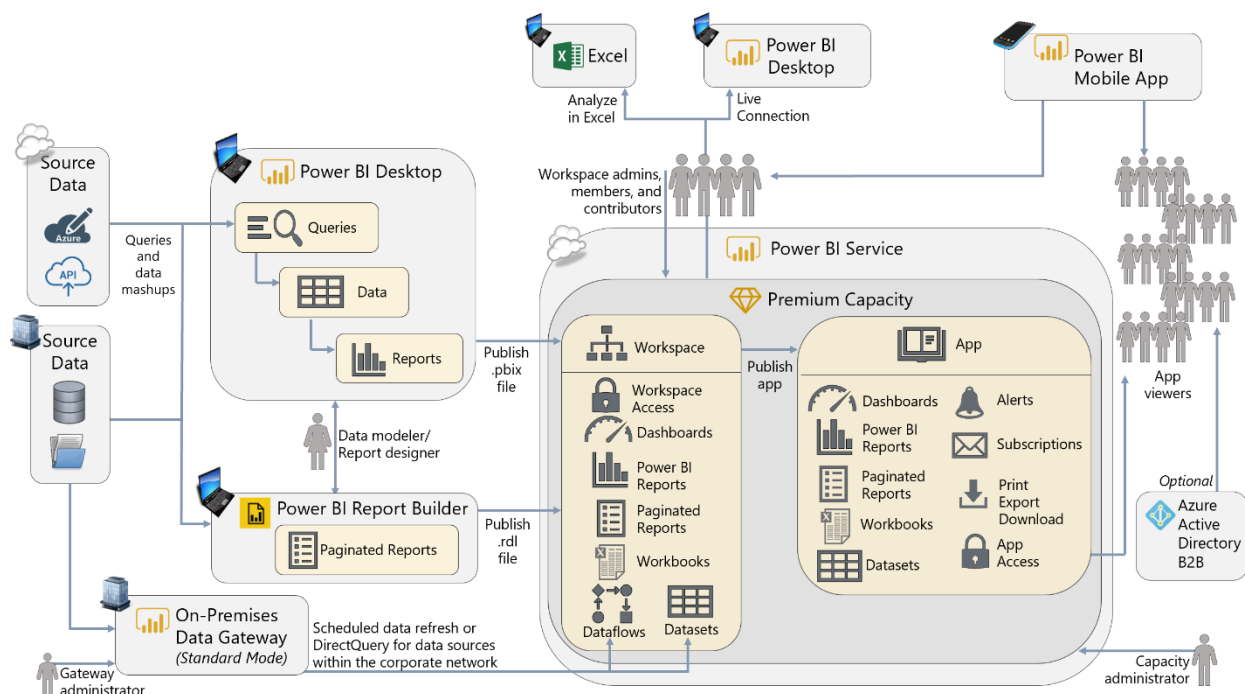 Excel
Power BI
Desktop
Power BI
Mobile App
Analyze
in Excel
Live
Connection
Source
Data
Azure
API
Queries
and
data
mashups
Power BI Desktop
Queries
Data
Reports
Workspace admins,
members, and
contributors
Power BI Service
Premium Capacity
Source
Data
Publish
.pbix
file
Workspace
Publish
app
App
App
viewers
Workspace
Access
Dashboards
Power BI
Reports
Paginated
Reports
Workbooks
Dataflows
Datasets
Dashboards
Power BI
Reports
Paginated
Reports
Workbooks
Datasets
Alerts
Subscriptions
Print
Export
Download
App
Access
Data modeler/
Report designer
Power BI Report Builder
Paginated Reports
Publish
.rdl
file
Optional
Azure
Active
Directory
B2B
On-Premises
Data Gateway
(Standard Mode)
Scheduled data refresh or
DirectQuery for data sources
within the corporate network
Gateway
administrator
Capacity
administrator